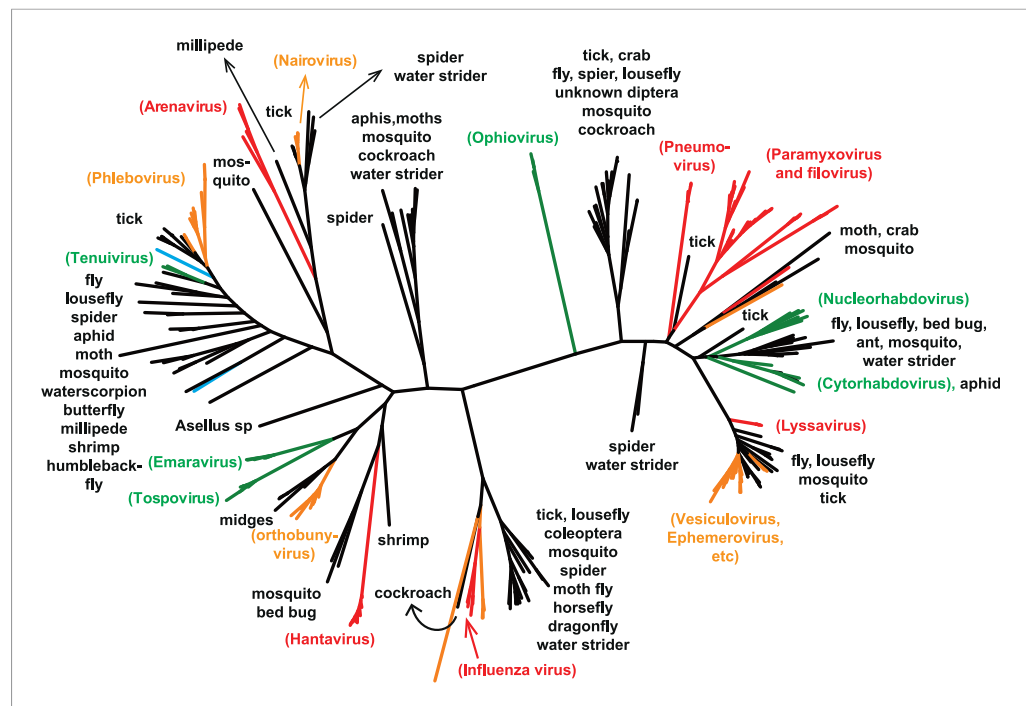 millipede
(Nairovirus)
spider
water strider
(Arenavirus)
tick
aphis,moths
mosquito
cockroach
water strider
tick, crab
fly, spier, lousefly
unknown diptera
mosquito
cockroach
(Ophiovirus)
(Pneumo-
virus)
(Paramyxovirus
and filovirus)
(Phlebovirus)
mos-
quito
spider
tick
moth, crab
mosquito
tick
(Tenuivirus)
fly
lousefly
spider
aphid
moth
mosquito
waterscorpion
butterfly
millipede
shrimp
humbleback-
fly
(Nucleorhabdovirus)
tick
fly, lousefly, bed bug,
ant, mosquito,
water strider
(Cytorhabdovirus), aphid
Asellus sp
(Lyssavirus)
spider
water strider
fly, lousefly
mosquito
tick
(Emaravirus)
(Tospovirus)
midges
(orthobuny-
virus)
shrimp
tick, lousefly
coleoptera
mosquito
spider
moth fly
horsefly
dragonfly
water strider
(Vesiculovirus,
Ephemerovirus,
etc)
mosquito
bed bug
cockroach
(Hantavirus)
(Influenza virus)